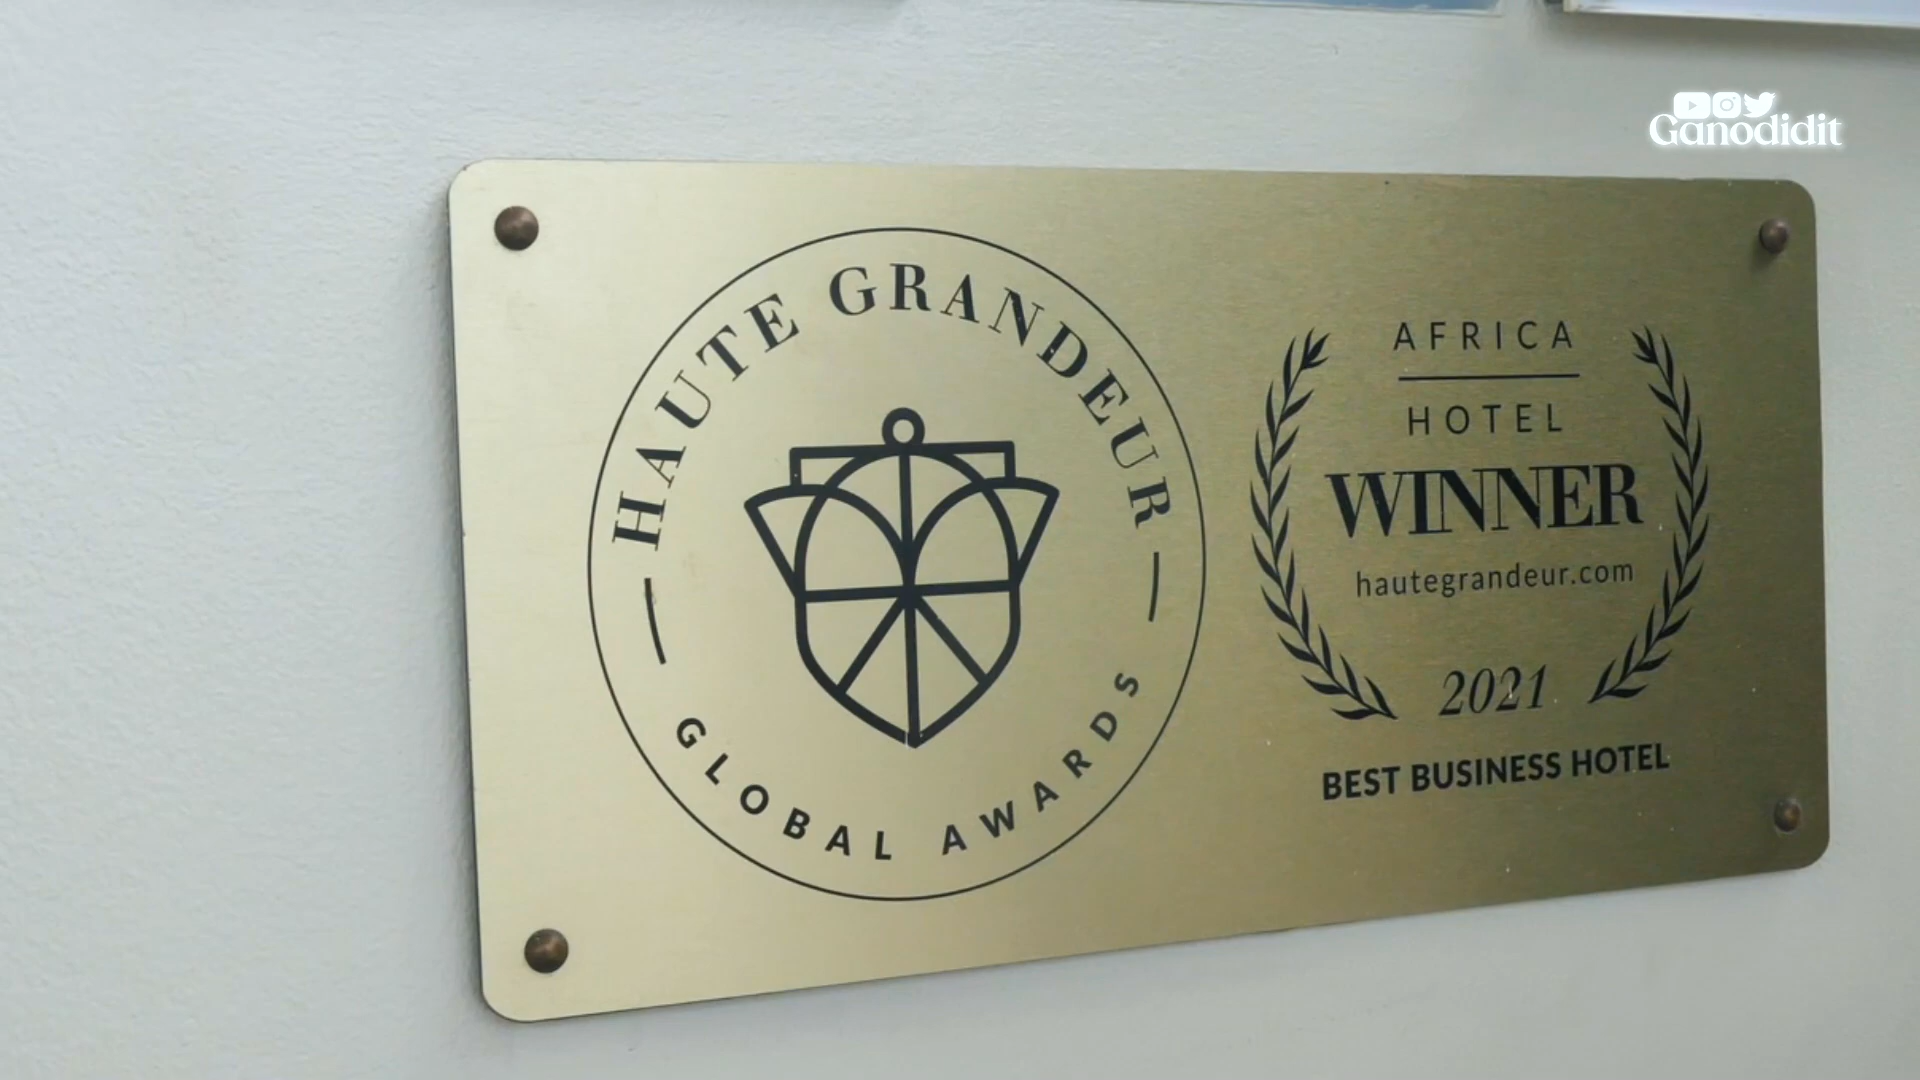 Ganodidit
HAUTE GRANDEUR
GLOBAL AWARDS
AFRICA
HOTEL
WINNER
hautegrandeur.com
2021
BEST BUSINESS HOTEL